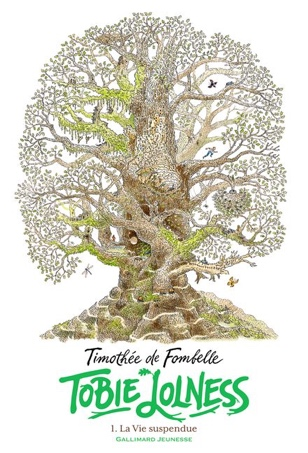 Timothée de Fombelle
TOBIE LOLNESS
1. La Vie suspendue
GALLIMARD JEUNESSE